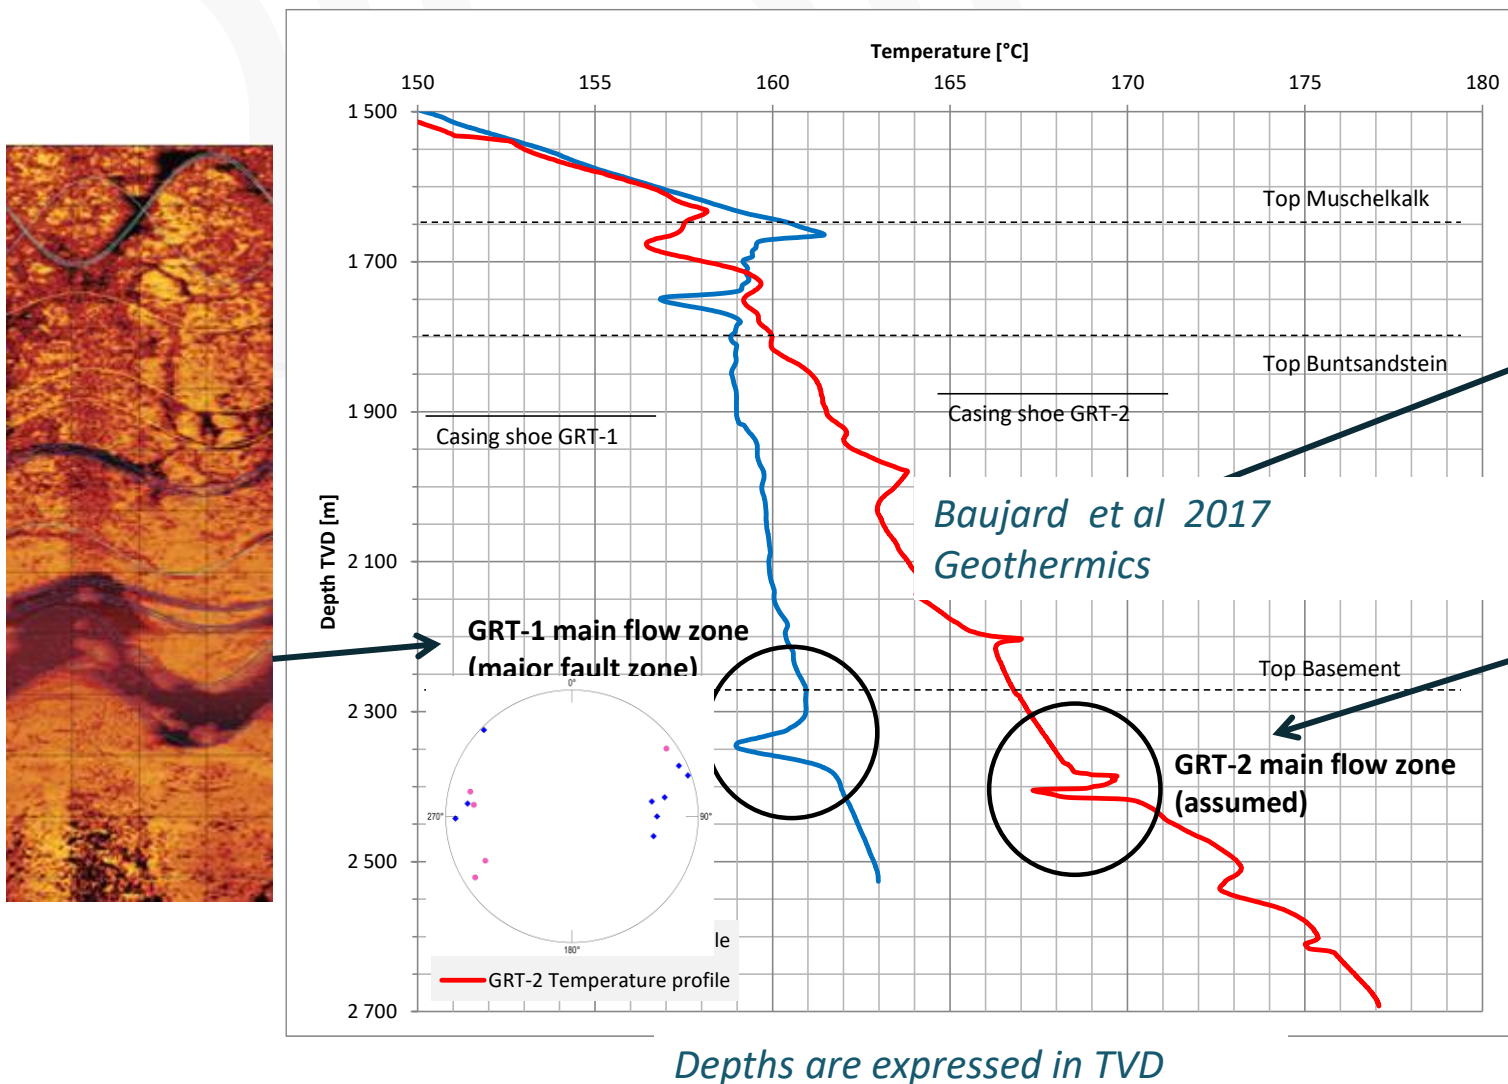 Temperature [°C]
150 155 160 165 170 175 180
1 500
1 700
1 900
2 100
2 300
2 500
2 700
Depth TVD [m]
Top Muschelkalk
Top Buntsandstein
Casing shoe GRT-2
Casing shoe GRT-1
Baujard et al 2017
Geothermics
GRT-1 main flow zone
(major fault zone)
Top Basement
GRT-2 main flow zone
(assumed)
0°
90°
180°
270°
le
GRT-2 Temperature profile
Depths are expressed in TVD